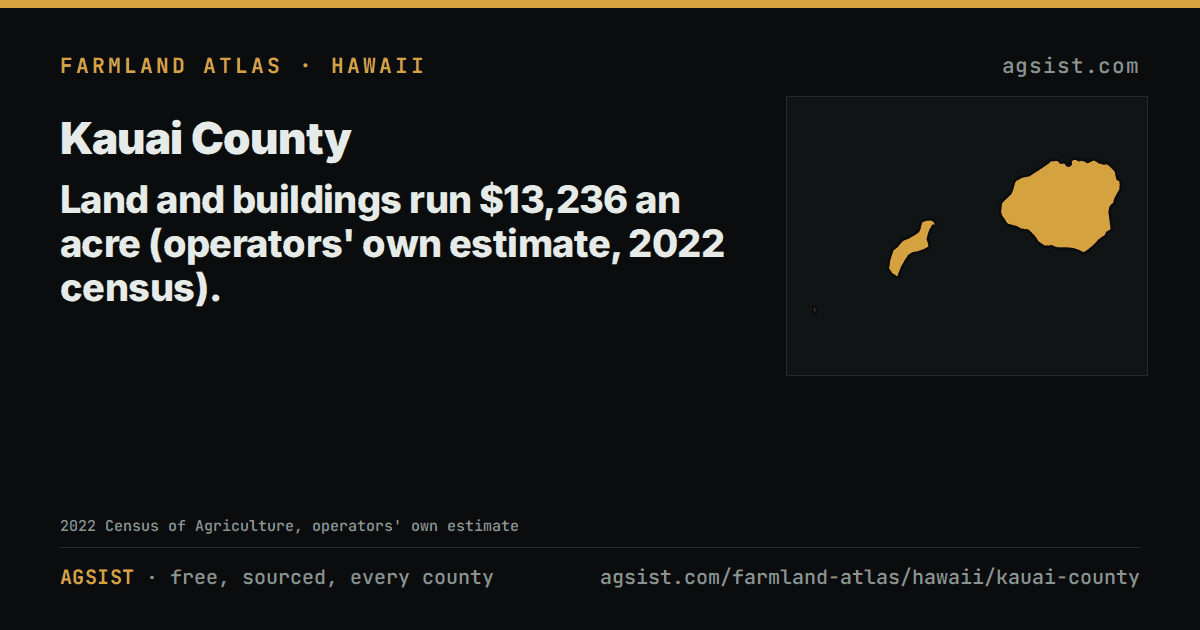 FARMLAND ATLAS · HAWAII
agsist.com
Kauai County
Land and buildings run $13,236 an
acre (operators' own estimate, 2022
census).
2022 Census of Agriculture, operators' own estimate
AGSIST · free, sourced, every county
agsist.com/farmland-atlas/hawaii/kauai-county